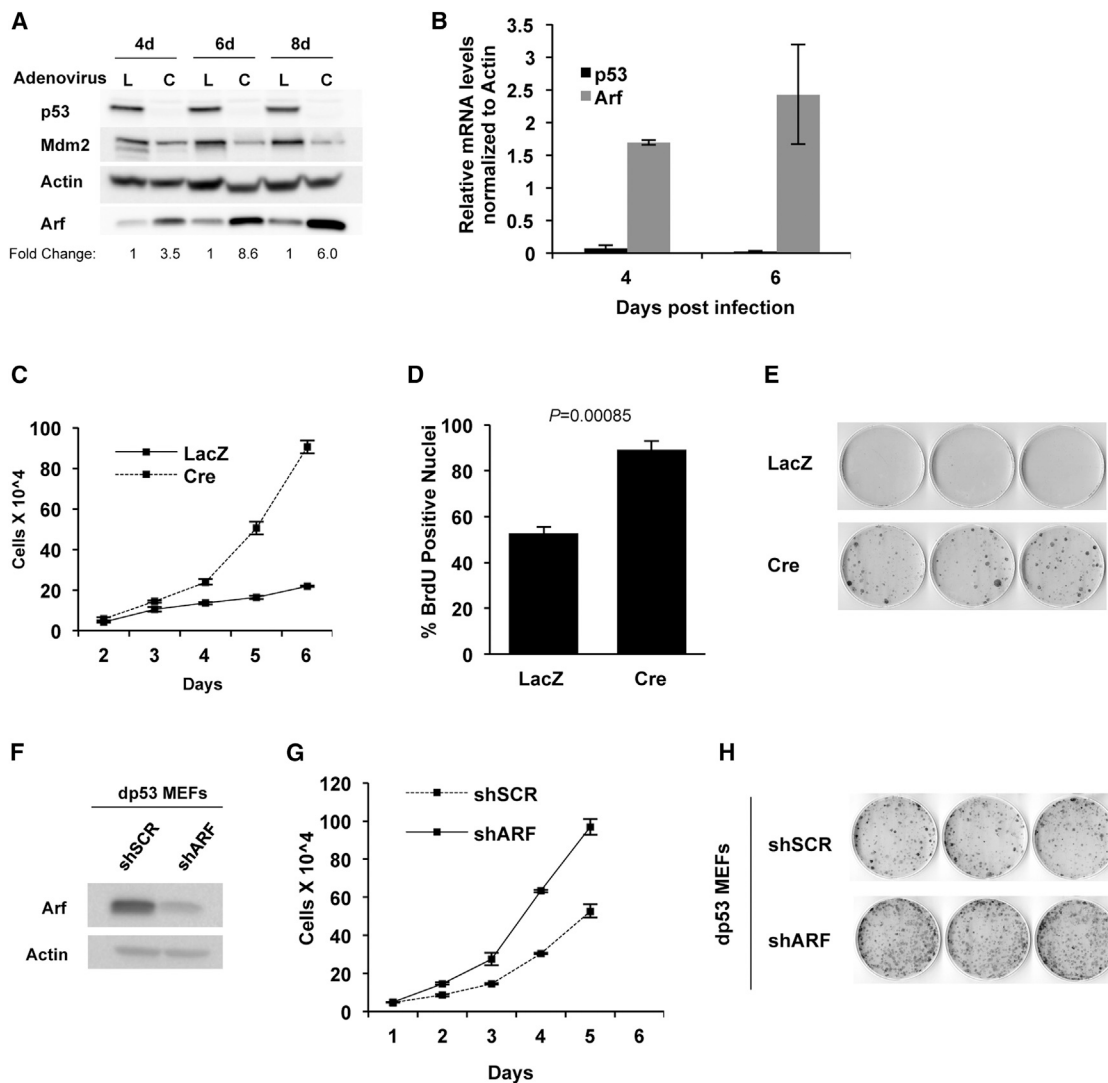 A
4d 6d 8d
Adenovirus L C L C L C
p53
Mdm2
Actin
Arf
Fold Change: 1 3.5 1 8.6 1 6.0
B
Relative mRNA levels
normalized to Actin
3.5
3
2.5
2
1.5
1
0.5
0
p53
Arf
4 6
Days post infection
C
Cells X 10^4
100
80
60
40
20
0
LacZ
Cre
2 3 4 5 6
Days
D
P=0.00085
% BrdU Positive Nuclei
100
80
60
40
20
0
LacZ Cre
E
LacZ
Cre
F
dp53 MEFs
shSCR shARF
Arf
Actin
G
Cells X 10^4
120
100
80
60
40
20
0
shSCR
shARF
1 2 3 4 5 6
Days
H
dp53 MEFs
shSCR
shARF